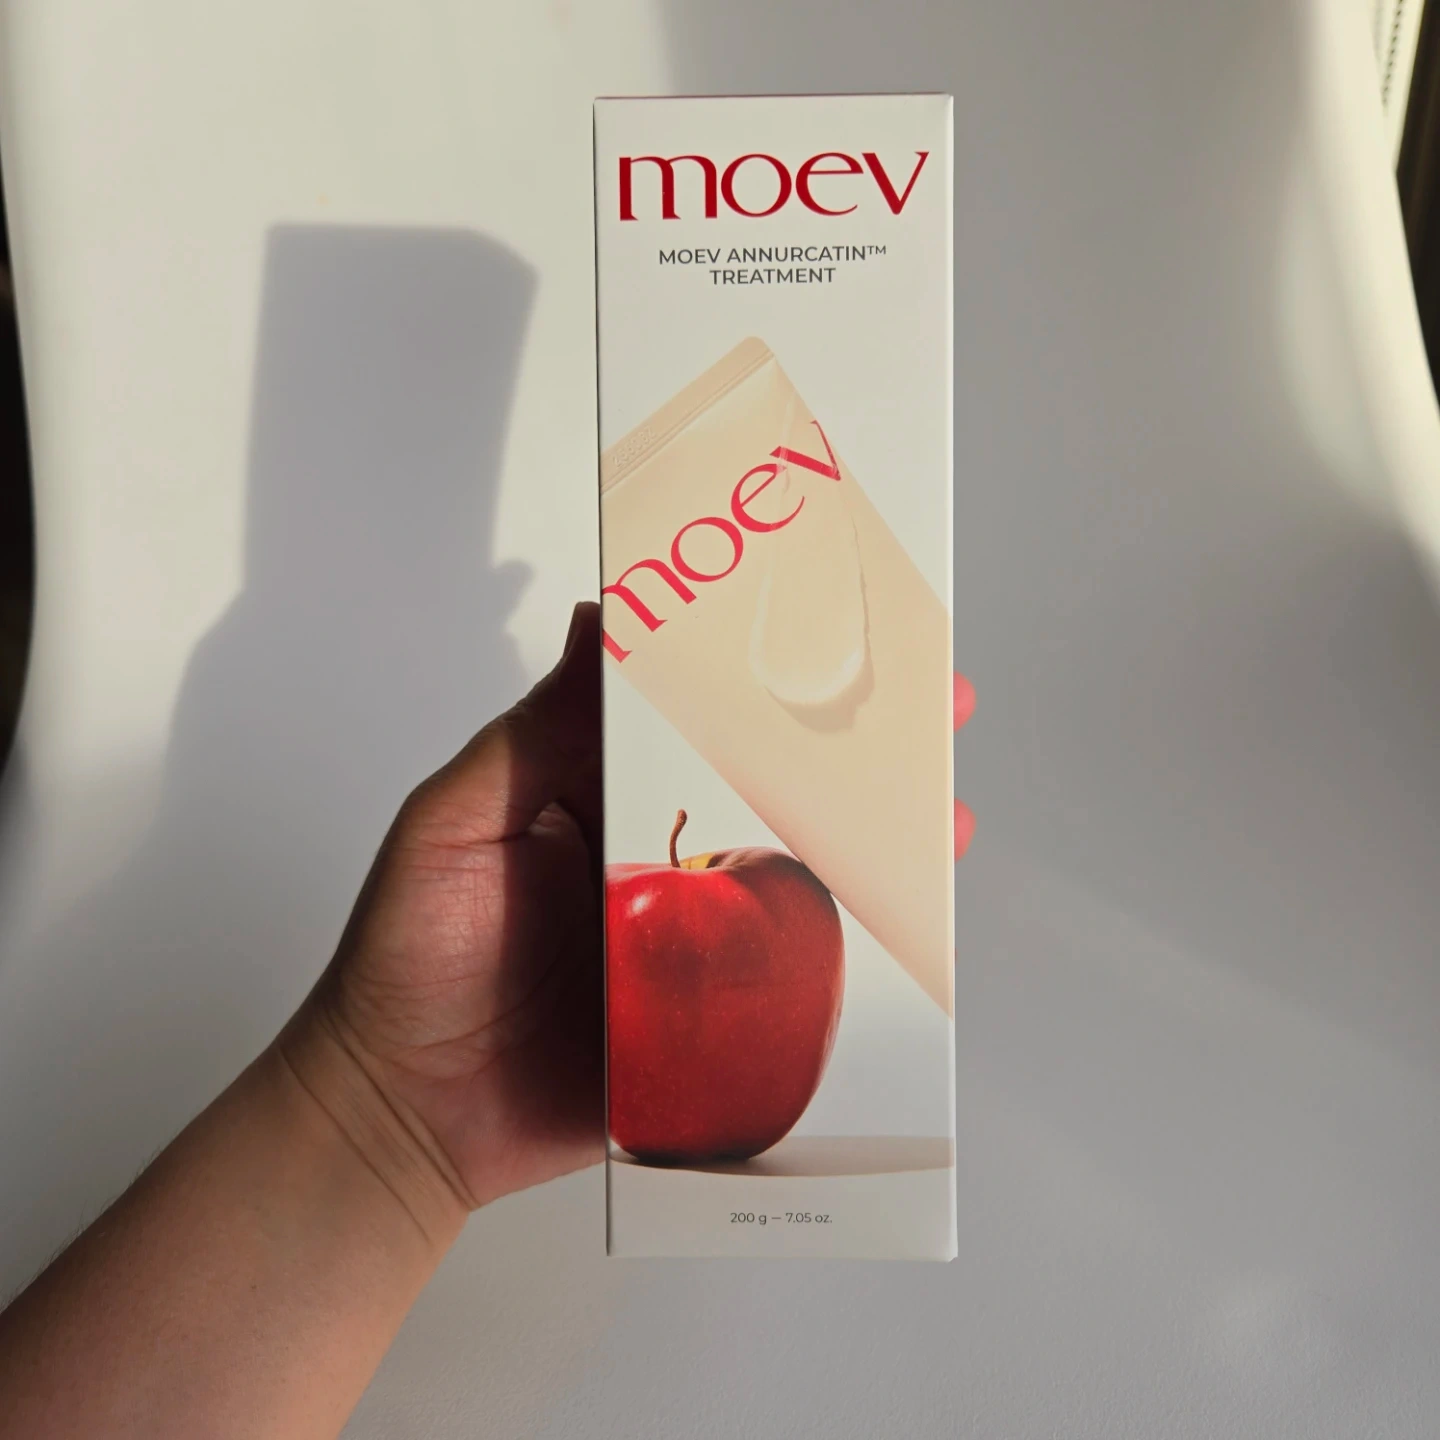 moev
MOEV ANNURCATIN™
TREATMENT
moev
200 g — 7.05 oz.